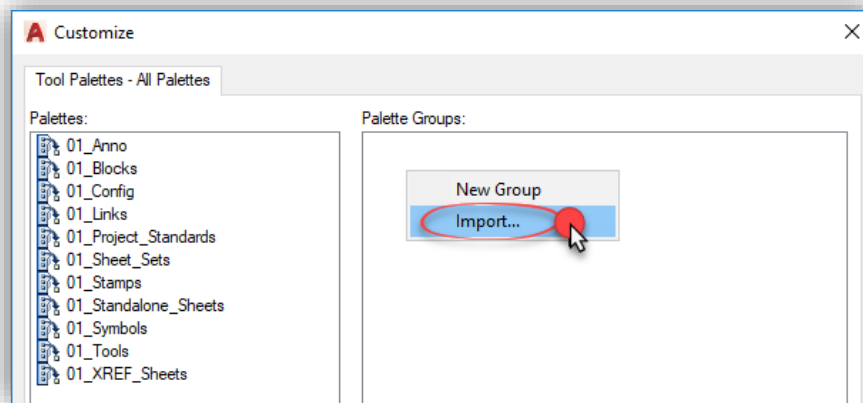 Customize
Tool Palettes - All Palettes
Palettes:
01_Anno
01_Blocks
01_Config
01_Links
01_Project_Standards
01_Sheet_Sets
01_Stamps
01_Standalone_Sheets
01_Symbols
01_Tools
01_XREF_Sheets
Palette Groups:
New Group
Import...